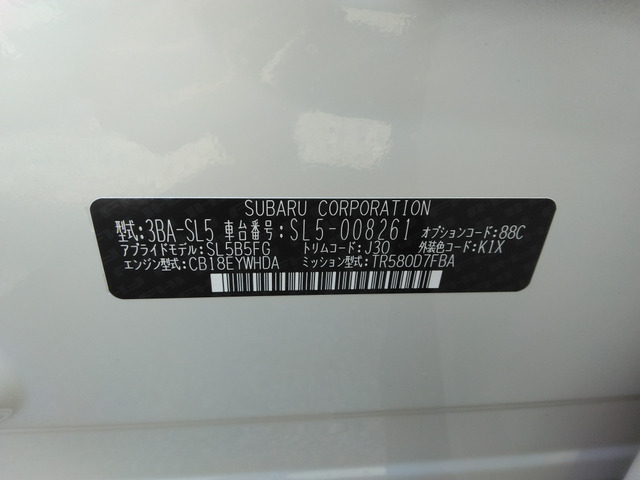 SUBARU CORPORATION
型式:3BA-SL5 車台番号:SL5-008261 オプションコード:88C
アプライドモデル:SL5B5FG トリムコード:J30 外装色コード:K1X
エンジン型式:CB18EYWHDA ミッション型式:TR580D7FBA